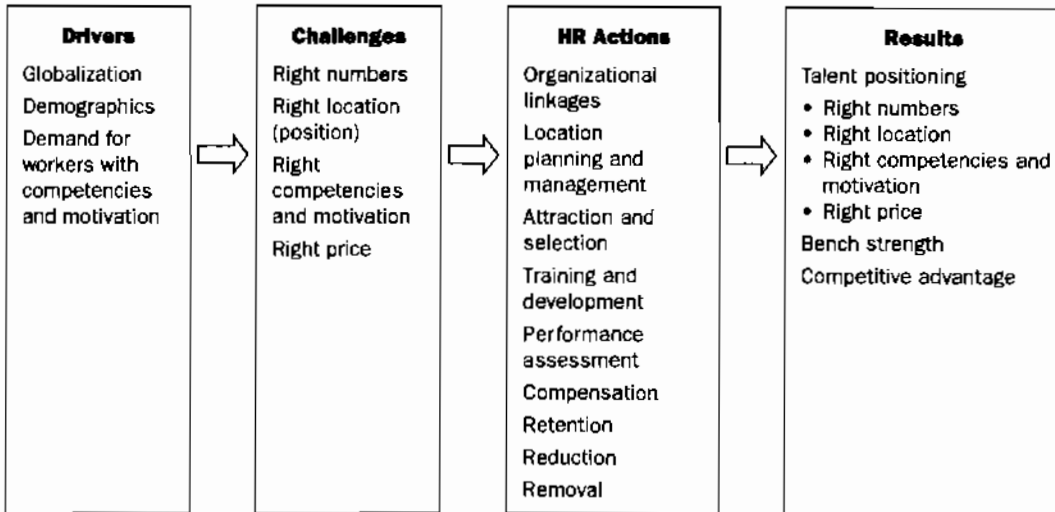 Drivers
Globalization
Demographics
Demand for
workers with
competencies
and motivation
Challenges
Right numbers
Right location
(position)
Right
competencies
and motivation
Right price
HR Actions
Organizational
linkages
Location
planning and
management
Attraction and
selection
Training and
development
Performance
assessment
Compensation
Retention
Reduction
Removal
Results
Talent positioning
• Right numbers
• Right location
• Right competencies and
motivation
• Right price
Bench strength
Competitive advantage